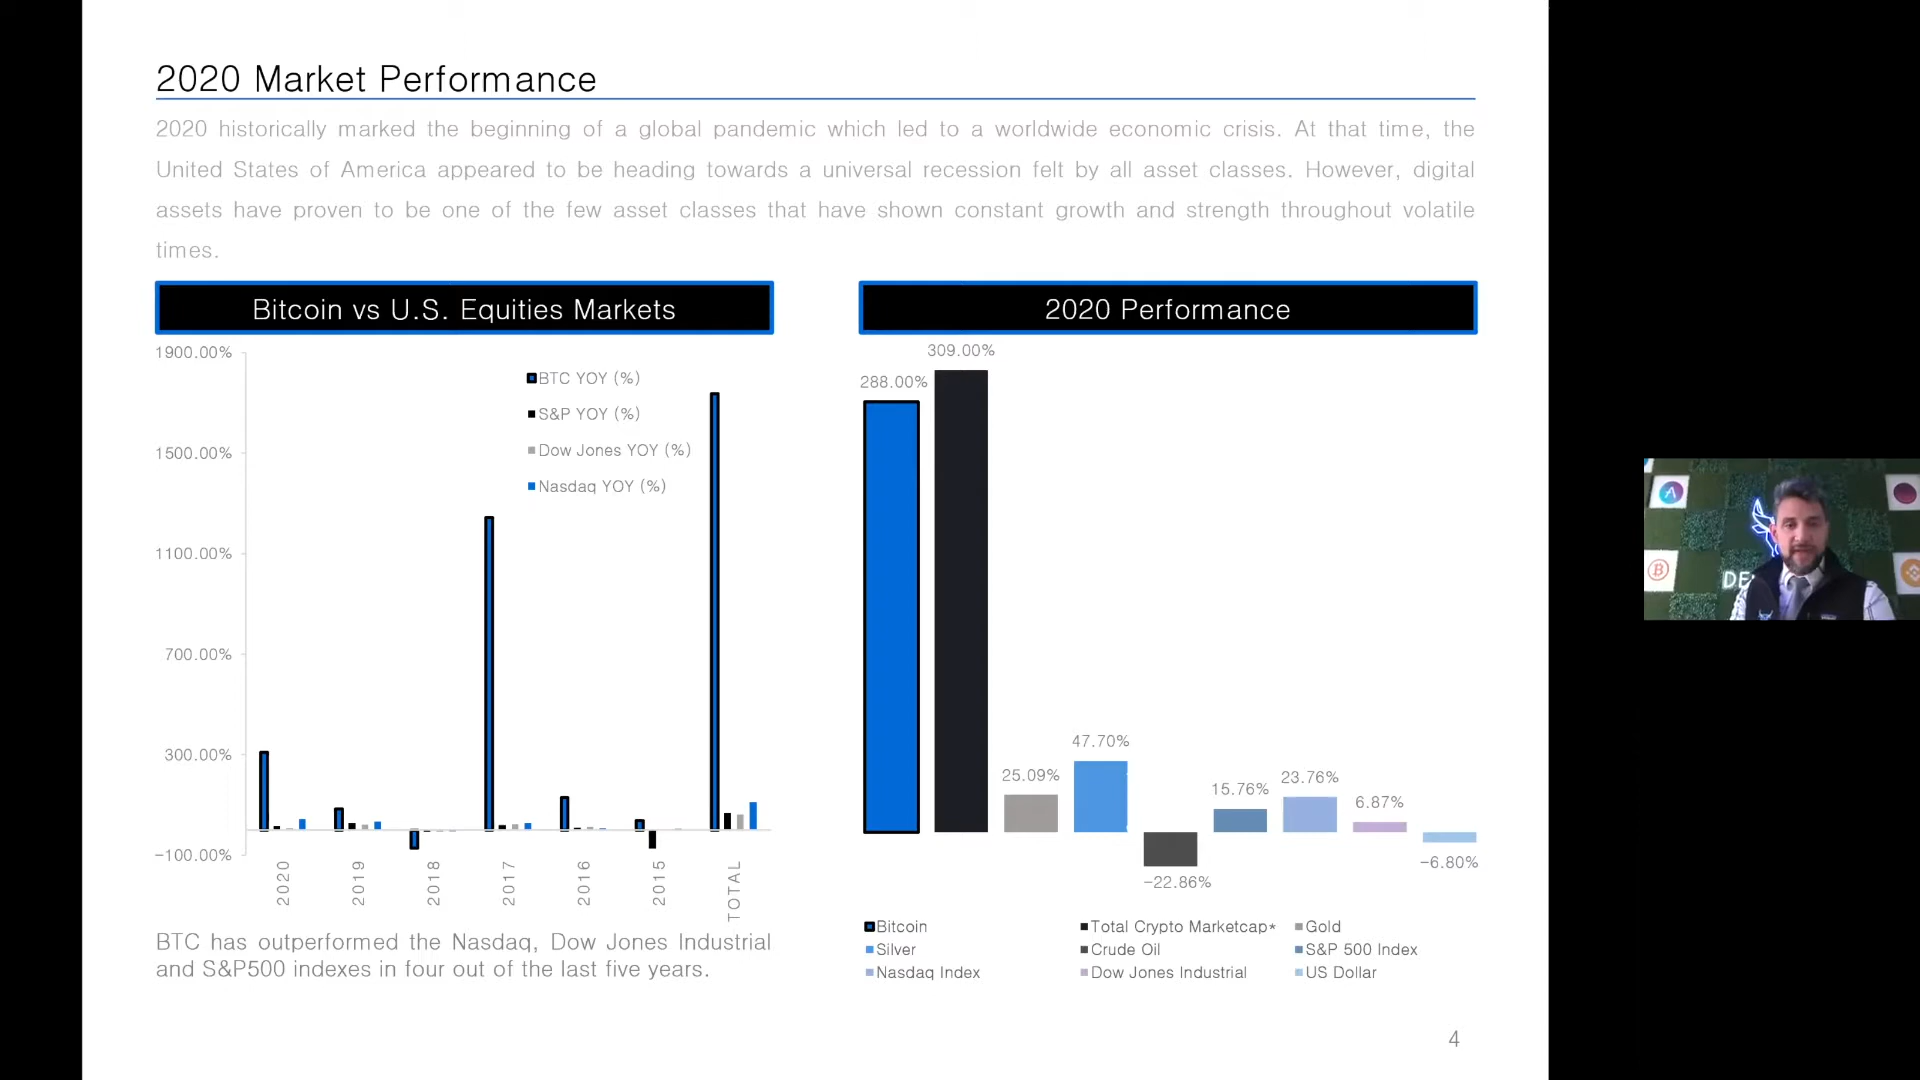 2020 Market Performance
2020 historically marked the beginning of a global pandemic which led to a worldwide economic crisis. At that time, the
United States of America appeared to be heading towards a universal recession felt by all asset classes. However, digital
assets have proven to be one of the few asset classes that have shown constant growth and strength throughout volatile
times.
Bitcoin vs U.S. Equities Markets
1900.00%
1500.00%
1100.00%
700.00%
300.00%
-100.00%
BTC YOY (%)
S&P YOY (%)
Dow Jones YOY (%)
Nasdaq YOY (%)
2020
2019
2018
2017
2016
2015
TOTAL
BTC has outperformed the Nasdaq, Dow Jones Industrial
and S&P500 indexes in four out of the last five years.
2020 Performance
288.00%
309.00%
25.09%
47.70%
-22.86%
15.76%
23.76%
6.87%
-6.80%
Bitcoin
Total Crypto Marketcap*
Gold
Silver
Crude Oil
S&P 500 Index
Nasdaq Index
Dow Jones Industrial
US Dollar
4